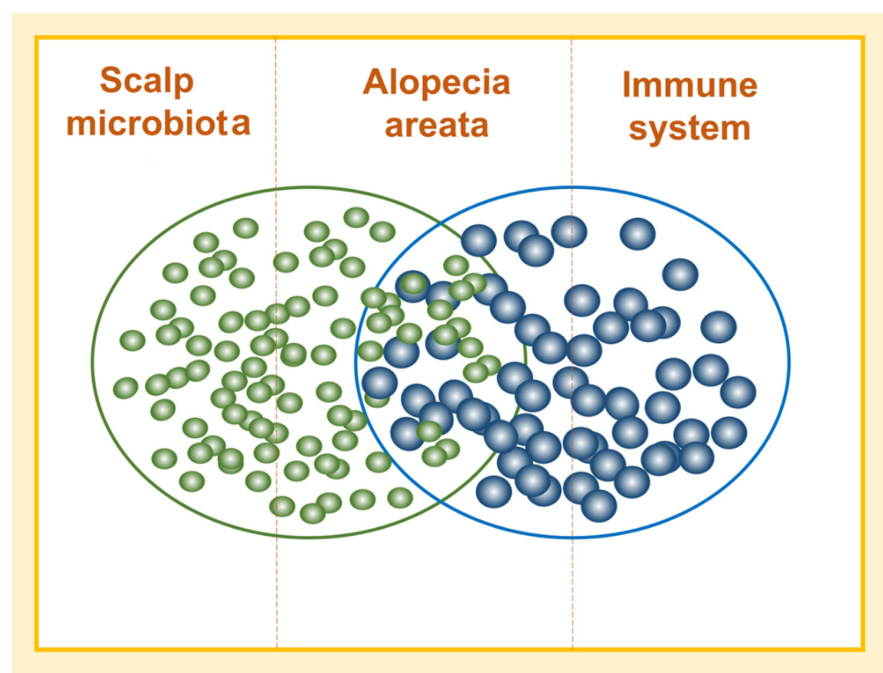 Scalp
microbiota
Alopecia
areata
Immune
system